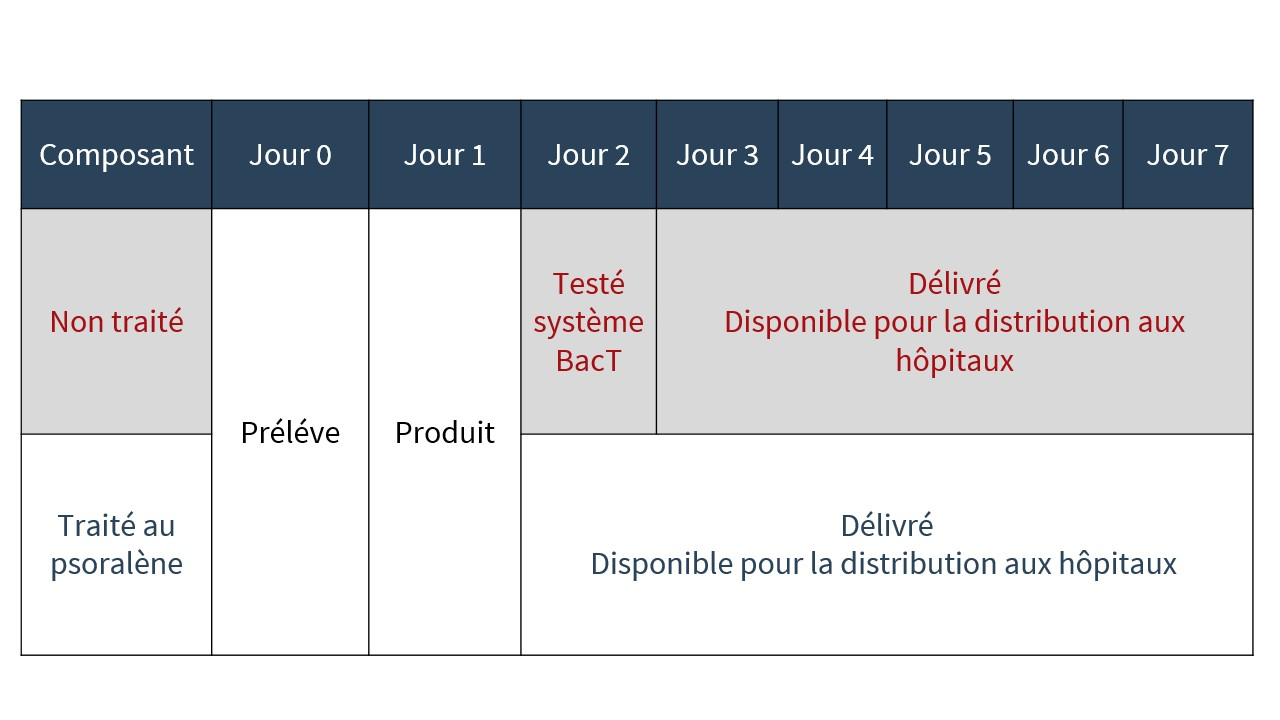 Composant
Jour 0
Jour 1
Jour 2
Jour 3
Jour 4
Jour 5
Jour 6
Jour 7
Non traité
Préléve
Produit
Testé
système
BacT
Délivré
Disponible pour la distribution aux
hôpitaux
Traité au
psoralène
Délivré
Disponible pour la distribution aux hôpitaux